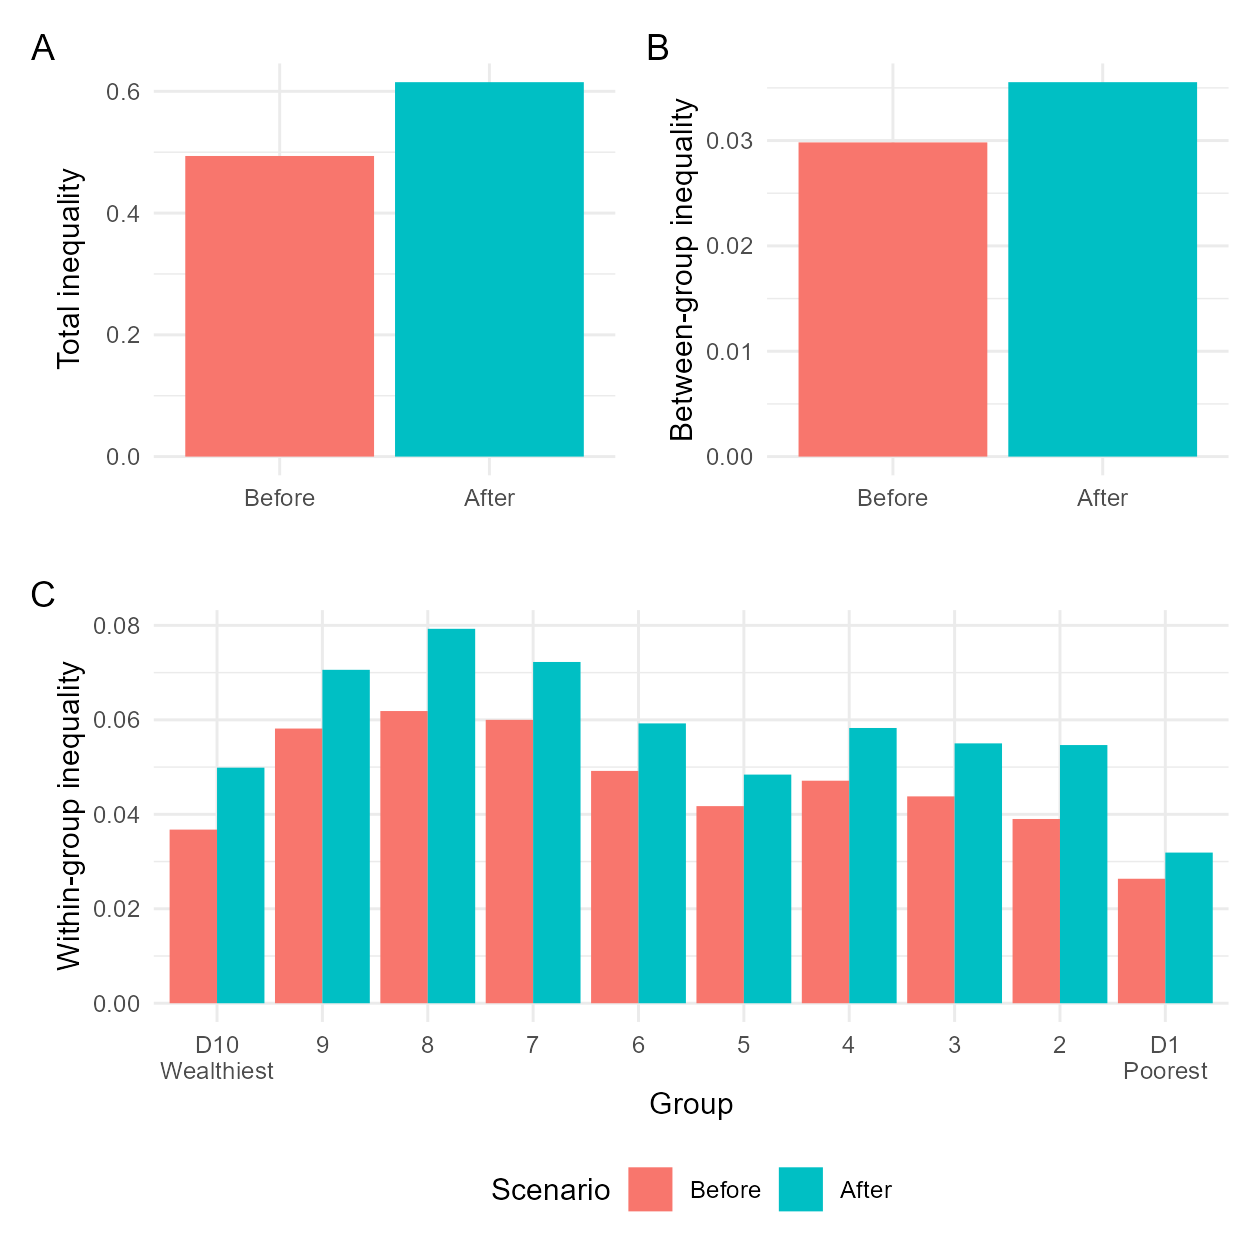 A
Total inequality
0.6
0.4
0.2
0.0
Before
After
B
Between-group inequality
0.03
0.02
0.01
0.00
Before
After
C
Within-group inequality
0.08
0.06
0.04
0.02
0.00
D10
Wealthiest
9
8
7
6
5
4
3
2
D1
Poorest
Group
Scenario
Before
After